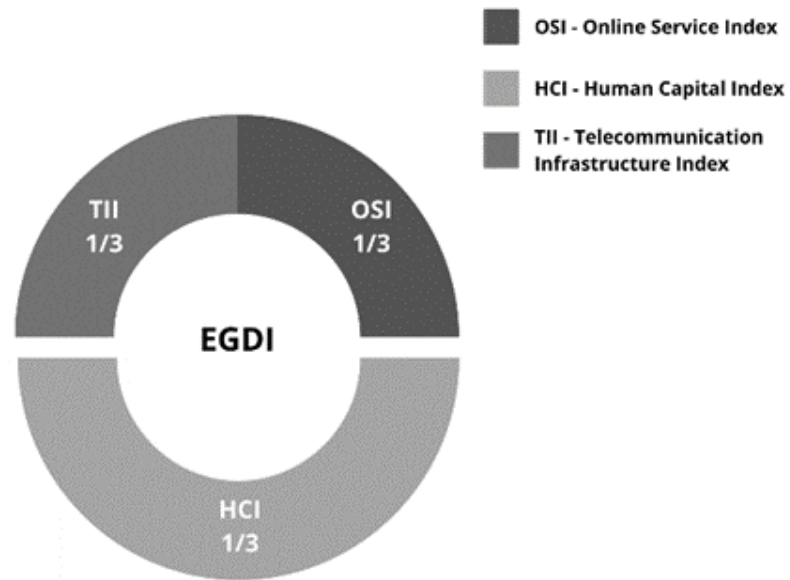 OSI - Online Service Index
HCI - Human Capital Index
TII - Telecommunication
Infrastructure Index
TII
1/3
OSI
1/3
EGDI
HCI
1/3